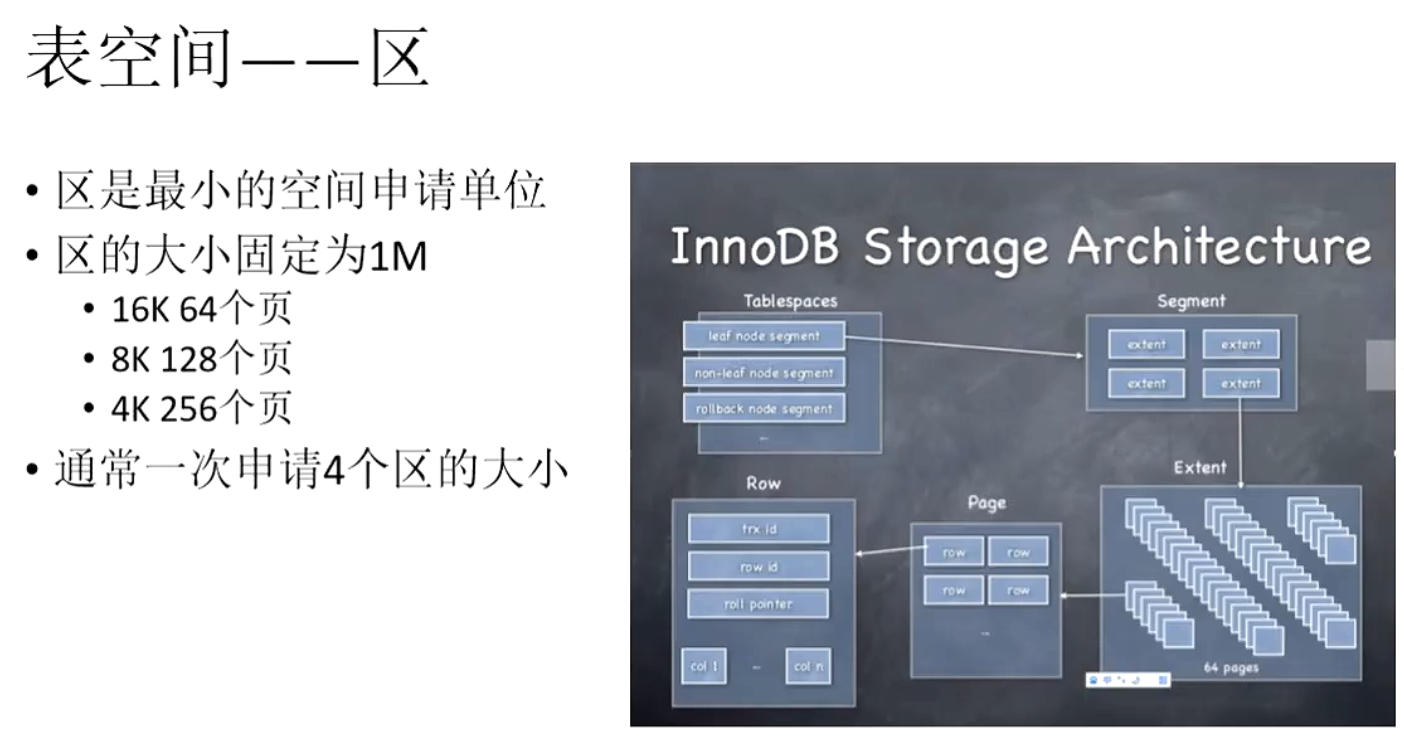 表空间——区
• 区是最小的空间申请单位
• 区的大小固定为1M
• 16K 64个页
• 8K 128个页
• 4K 256个页
• 通常一次申请4个区的大小
InnoDB Storage Architecture
Tablespaces
leaf node segment
non-leaf node segment
rollback node segment
...
Segment
extent extent
extent extent
Extent
64 pages
Page
row row
row row
...
Row
trx id
row id
roll pointer
col 1 ... col n